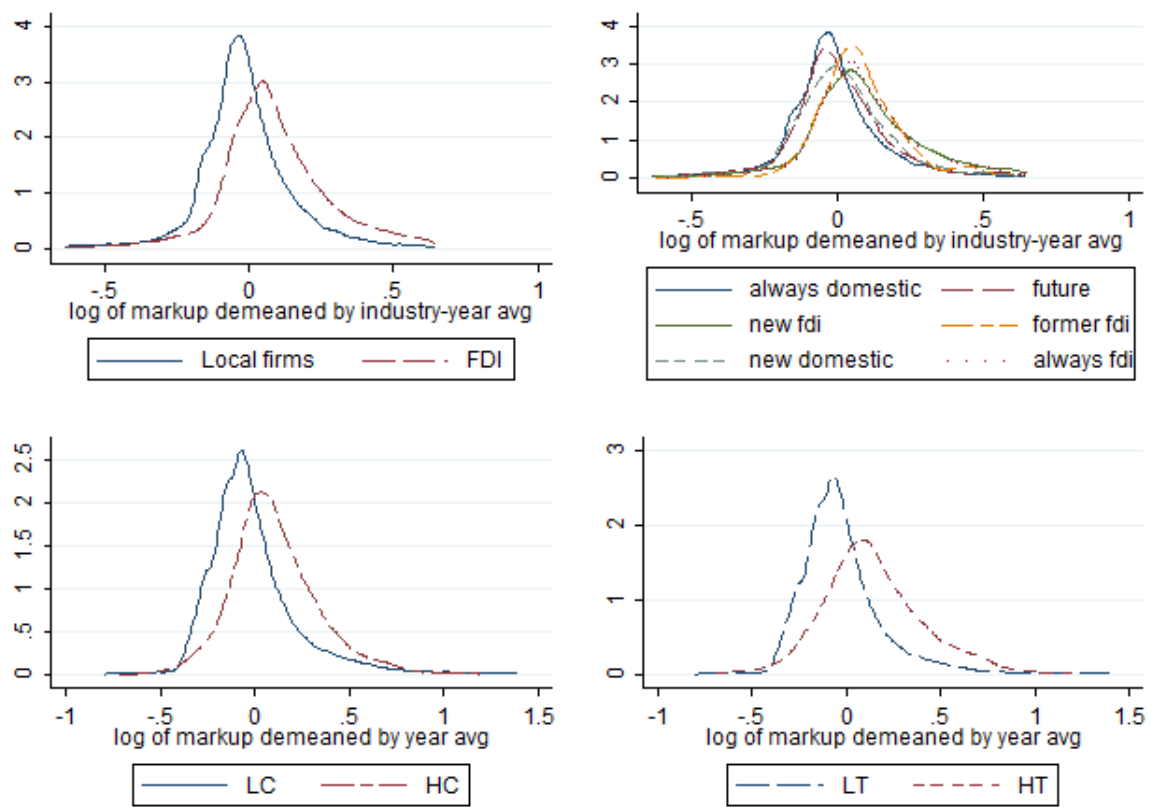 4
3
2
1
0
-.5 0 .5 1
log of markup demeaned by industry-year avg
Local firms FDI
4
3
2
1
0
-.5 0 .5 1
log of markup demeaned by industry-year avg
always domestic future
new fdi former fdi
new domestic always fdi
2.5
2
1.5
1
.5
0
-1 -.5 0 .5 1 1.5
log of markup demeaned by year avg
LC HC
3
2
1
0
-1 -.5 0 .5 1 1.5
log of markup demeaned by year avg
LT HT